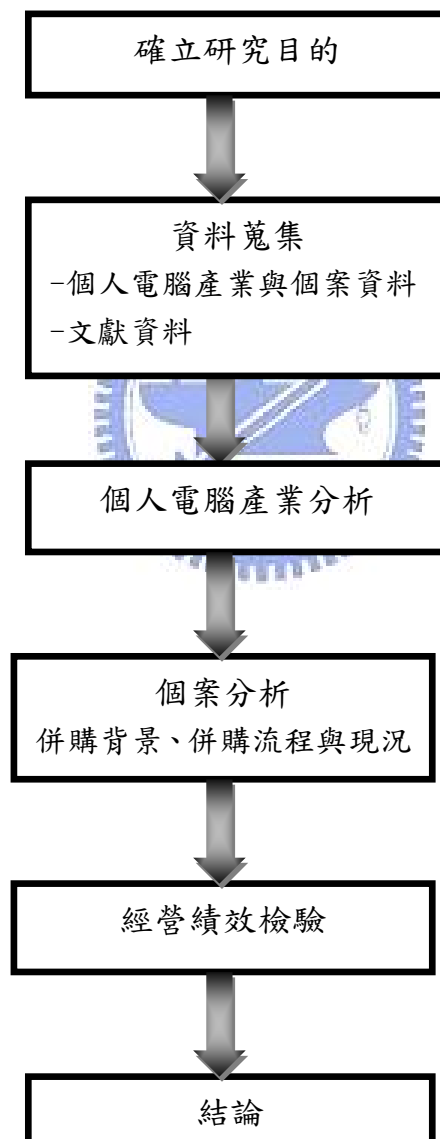 確立研究目的
資料蒐集
-個人電腦產業與個案資料
-文獻資料
個人電腦產業分析
個案分析
併購背景、併購流程與現況
經營績效檢驗
結論